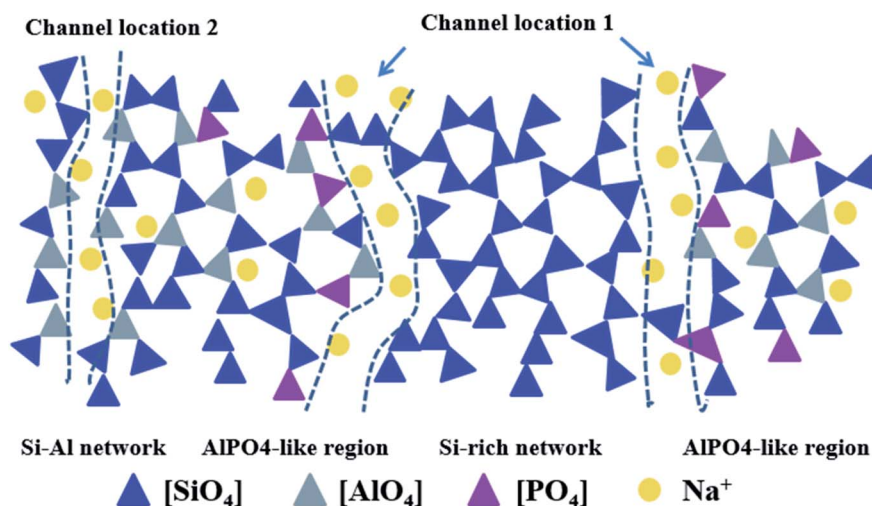 Channel location 2
Channel location 1
Si-Al network AlPO4-like region Si-rich network AlPO4-like region
[SiO₄] [AlO₄] [PO₄] Na⁺